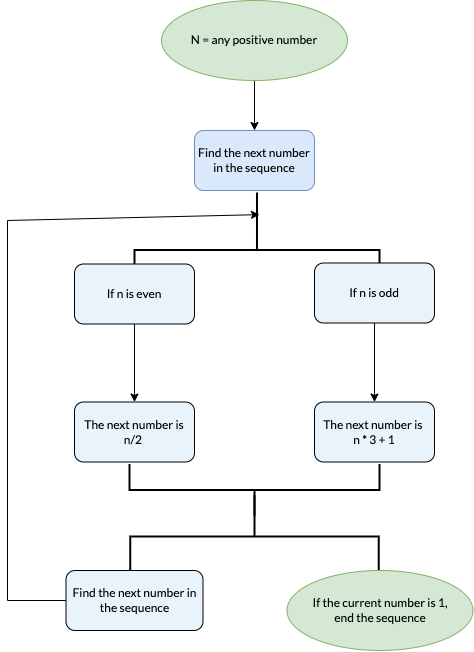 N = any positive number
Find the next number
in the sequence
If n is even
If n is odd
The next number is
n/2
The next number is
n * 3 + 1
Find the next number in
the sequence
If the current number is 1,
end the sequence